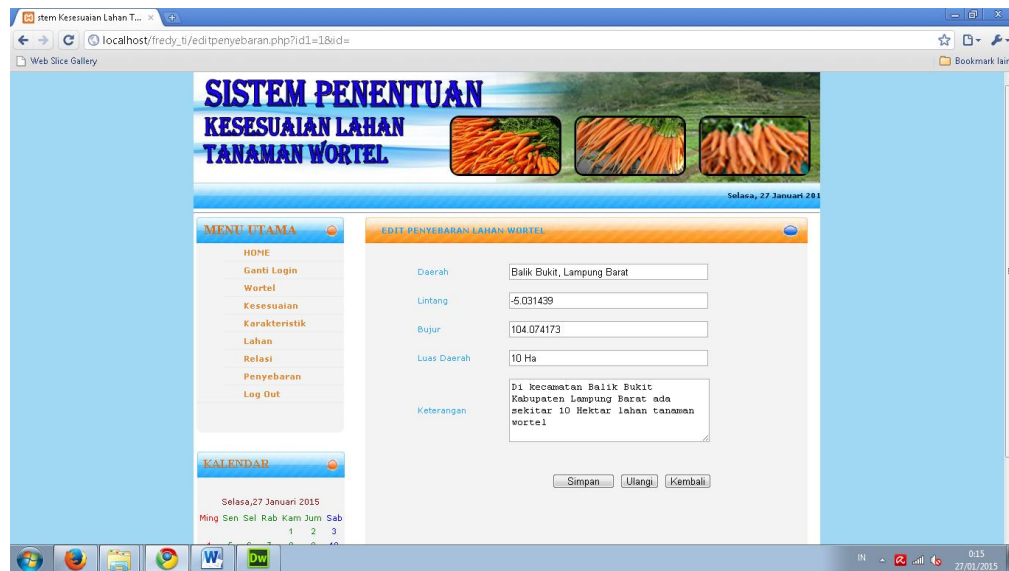 stem Kesesuaian Lahan T...
localhost/fredy_ti/editpenyebaran.php?id1=1&id=
Web Slice Gallery
Bookmark lain
SISTEM PENENTUAN
KESESUAIAN LAHAN
TANAMAN WORTEL
Selasa, 27 Januari 201
MENU UTAMA
HOME
Ganti Login
Wortel
Kesesuaian
Karakteristik
Lahan
Relasi
Penyebaran
Log Out
EDIT PENYEBARAN LAHAN WORTEL
Daerah
Balik Bukit, Lampung Barat
Lintang
-5.031439
Bujur
104.074173
Luas Daerah
10 Ha
Keterangan
Di kecamatan Balik Bukit
Kabupaten Lampung Barat ada
sekitar 10 Hektar lahan tanaman
wortel
Simpan Ulangi Kembali
KALENDAR
Selasa,27 Januari 2015
Ming Sen Sel Rab Kam Jum Sab
1 2 3
W
Dw
IN
0:15
27/01/2015